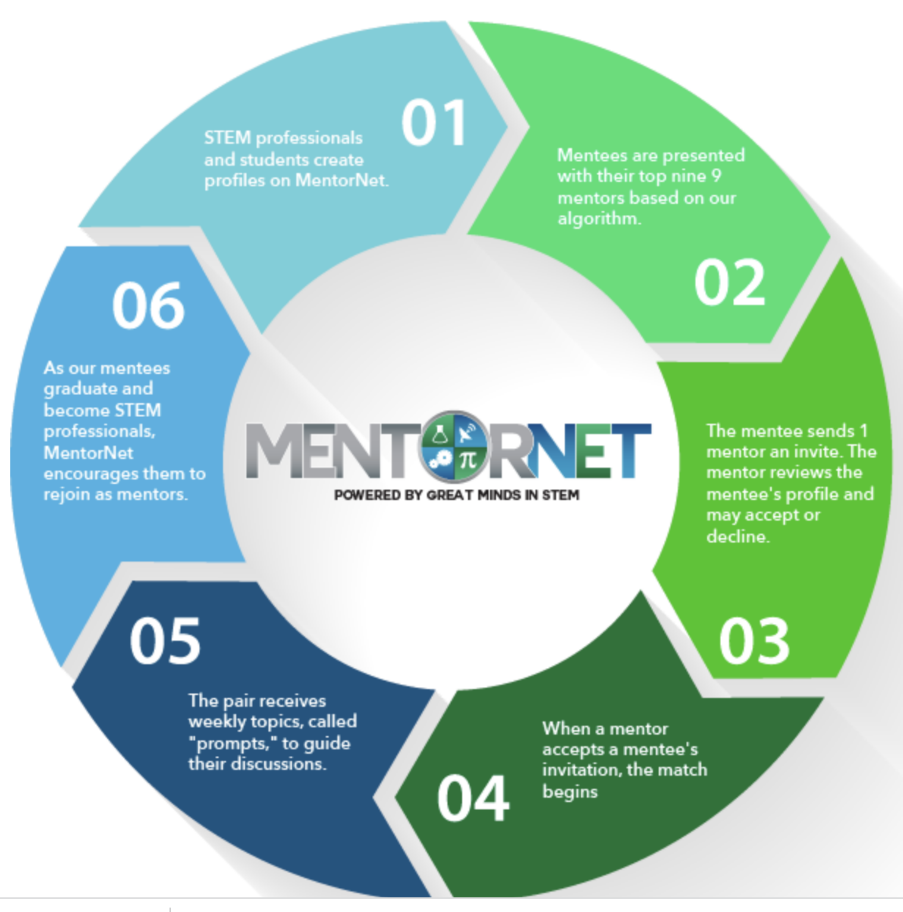 01
STEM professionals
and students create
profiles on MentorNet.
Mentees are presented
with their top nine 9
mentors based on our
algorithm.
02
The mentee sends 1
mentor an invite. The
mentor reviews the
mentee's profile and
may accept or
decline.
03
When a mentor
accepts a mentee's
invitation, the match
begins
04
05
The pair receives
weekly topics, called
"prompts," to guide
their discussions.
06
As our mentees
graduate and
become STEM
professionals,
MentorNet
encourages them to
rejoin as mentors.
MENTORNET
π
POWERED BY GREAT MINDS IN STEM